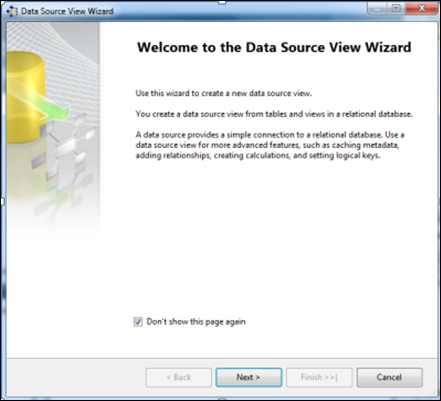 Data Source View Wizard
Welcome to the Data Source View Wizard
Use this wizard to create a new data source view.
You create a data source view from tables and views in a relational database.
A data source provides a simple connection to a relational database. Use a
data source view for more advanced features, such as caching metadata,
adding relationships, creating calculations, and setting logical keys.
Don't show this page again
< Back Next > Finish >>| Cancel